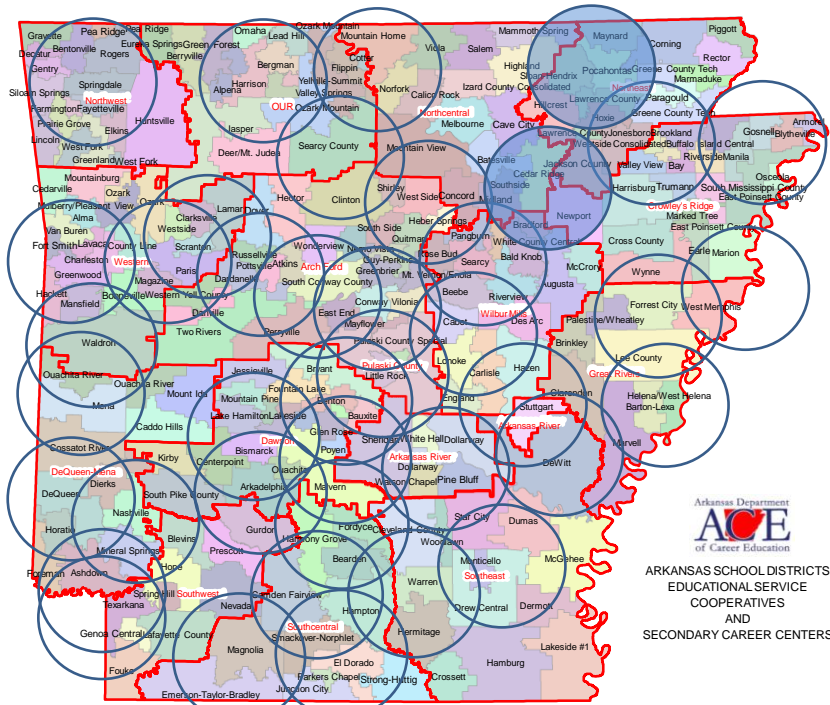 Gravette
Pea Ridge
Pea Ridge
Omaha
Ozark Mountain
Mountain Home
Mammoth Spring
Maynard
Piggott
Decatur
Bentonville
Rogers
Eureka Springs
Green Forest
Berryville
Lead Hill
Cotter
Viola
Salem
Corning
Gentry
Bergman
Flippin
Highland
Pocahontas
Rector
Siloam Springs
Springdale
Northwest
Alpena
Harrison
Yellville-Summit
Valley Springs
Norfork
Calico Rock
Izard County Consolidated
Sloan Hendrix
Northeast
Greene County Tech
Marmaduke
Farmington
Fayetteville
Huntsville
OUR
Ozark Mountain
Northcentral
Melbourne
Hillcrest
Lawrence County
Hoxie
Paragould
Greene County Tech
Prairie Grove
Elkins
Jasper
Searcy County
Cave City
Lawrence County
Jonesboro
Brookland
Gosnell
Armorel
Blytheville
Lincoln
West Fork
Greenland
West Fork
Deer/Mt. Judea
Mountain View
Batesville
Jackson County
Westside Consolidated
Buffalo Island Central
Valley View
Bay
Riverside
Manila
Mountainburg
Cedarville
Ozark
Ozark
Hector
Clinton
Shirley
West Side
Concord
Southside
Cedar Ridge
Midland
Harrisburg
Trumann
Osceola
South Mississippi County
East Poinsett County
Mulberry/Pleasant View
Alma
Clarksville
Lamar
Dover
Heber Springs
Newport
Crowley's Ridge
Marked Tree
Van Buren
Westside
South Side
Quitman
Pangburn
Bradford
East Poinsett County
Fort Smith
Lavaca
County Line
Scranton
Russellville
Wonderview
Nemo Vista
Rose Bud
White County Central
Cross County
Charleston
Western
Paris
Pottsville
Atkins
Arch Ford
Guy-Perkins
Greenbrier
Mt. Vernon/Enola
Searcy
Bald Knob
McCrory
Wynne
Earle
Marion
Greenwood
Magazine
Dardanelle
South Conway County
Hackett
Mansfield
Booneville
Western Yell County
Danville
Conway
Vilonia
Beebe
Riverview
Augusta
Forrest City
West Memphis
Two Rivers
East End
Mayflower
Wilbur Mills
Cabot
Des Arc
Palestine/Wheatley
Waldron
Perryville
Pulaski County Special
Brinkley
Ouachita River
Ouachita River
Jessieville
Bryant
Pulaski County
Little Rock
Lonoke
Carlisle
Hazen
Lee County
Great Rivers
Mena
Mount Ida
Mountain Pine
Fountain Lake
Benton
England
Clarendon
Helena/West Helena
Barton-Lexa
Caddo Hills
Lake Hamilton
Lakeside
Bauxite
Stuttgart
Arkansas River
Cossatot River
Kirby
Centerpoint
Dawson
Bismarck
Glen Rose
Poyen
Sheridan
White Hall
Dollarway
Marvell
DeQueen-Mena
Dierks
Ouachita
Arkansas River
Dollarway
DeWitt
DeQueen
South Pike County
Arkadelphia
Malvern
Watson Chapel
Pine Bluff
Nashville
Horatio
Blevins
Gurdon
Fordyce
Harmony Grove
Cleveland County
Star City
Dumas
Mineral Springs
Prescott
Bearden
Woodlawn
Foreman
Ashdown
Hope
Monticello
McGehee
Spring Hill
Southwest
Camden Fairview
Warren
Southeast
Texarkana
Nevada
Hampton
Drew Central
Dermott
Genoa Central
Lafayette County
Southcentral
Smackover-Norphlet
Hermitage
Magnolia
Lakeside #1
Fouke
El Dorado
Parkers Chapel
Strong-Huttig
Crossett
Hamburg
Emerson-Taylor-Bradley
Junction City
Arkansas Department
ACE
of Career Education
ARKANSAS SCHOOL DISTRICTS
EDUCATIONAL SERVICE
COOPERATIVES
AND
SECONDARY CAREER CENTERS